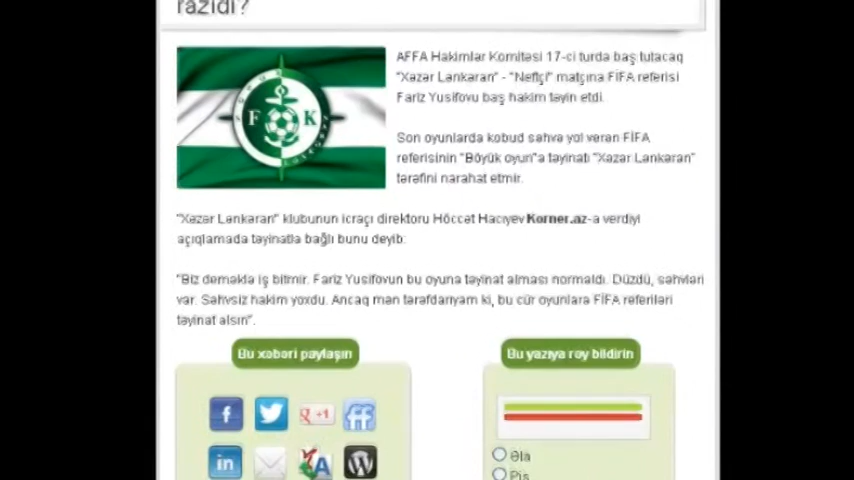 razıdı?
AFFA Hakimlər Komitəsi 17-ci turda baş tutacaq
"Xəzər Lənkəran" - "Neftçi" matçına FİFA referisi
Fariz Yusifovu baş hakim təyin etdi.
Son oyunlarda kobud səhvə yol verən FİFA
referisinin "Böyük oyun"a təyinatı "Xəzər Lənkəran"
tərəfini narahat etmir.
"Xəzər Lənkəran" klubunun icraçı direktoru Höccət Hacıyev Korner.az-a verdiyi
açıqlamada təyinatla bağlı bunu deyib:
"Biz deməklə iş bitmir. Fariz Yusifovun bu oyuna təyinat alması normaldı. Düzdü, səhvləri
var. Səhvsiz hakim yoxdu. Ancaq mən tərəfdarıyam ki, bu cür oyunlara FİFA referiləri
təyinat alsın".
Bu xəbəri paylaşın
Bu yazıya rəy bildirin
F K
f
g +1
ff
in
A
W
Əla
Pis